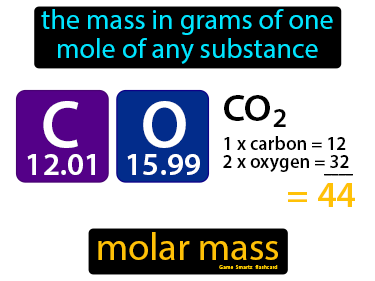 the mass in grams of one
mole of any substance
C
12.01
O
15.99
CO₂
1 x carbon = 12
2 x oxygen = 32
= 44
molar mass
Game Smartz flashcard